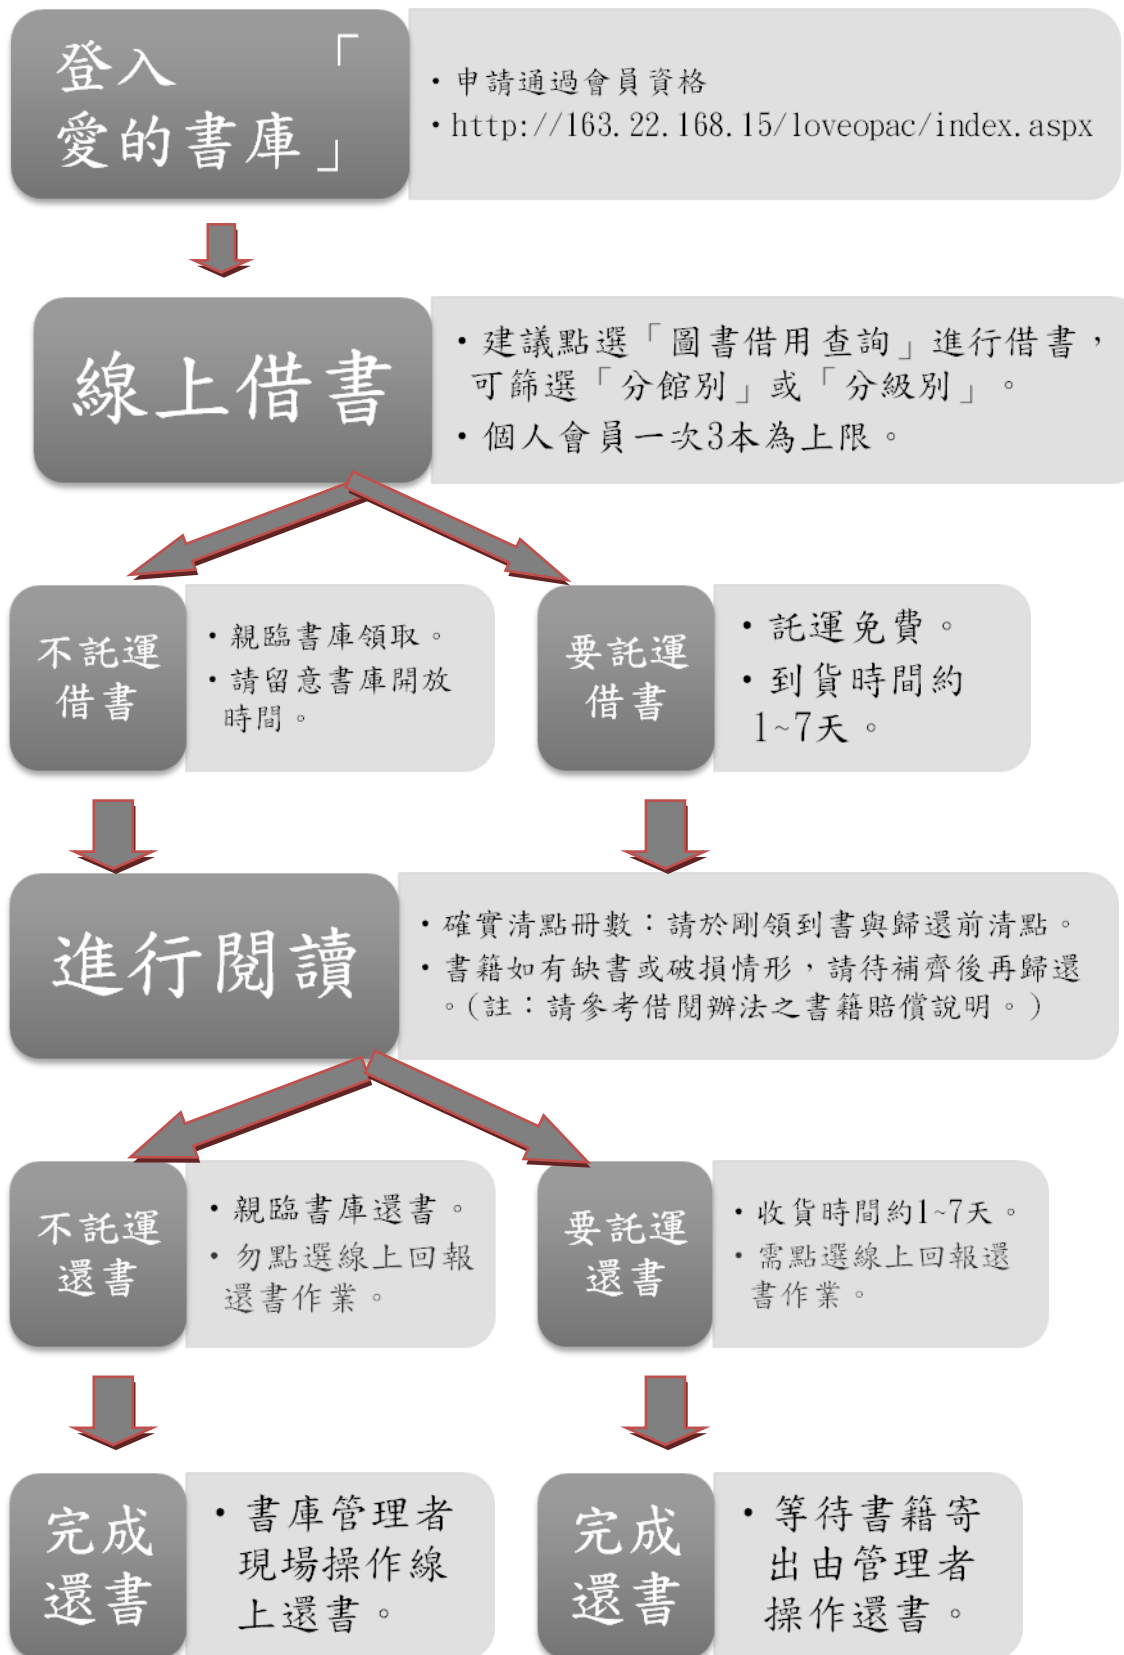 登入「
愛的書庫」
・申請通過會員資格
・http://163.22.168.15/loveopac/index.aspx
線上借書
・建議點選「圖書借用查詢」進行借書，
可篩選「分館別」或「分級別」。
・個人會員一次3本為上限。
不託運
借書
・親臨書庫領取。
・請留意書庫開放
時間。
要託運
借書
・託運免費。
・到貨時間約
1~7天。
進行閱讀
・確實清點冊數：請於剛領到書與歸還前清點。
・書籍如有缺書或破損情形，請待補齊後再歸還
。(註：請參考借閱辦法之書籍賠償說明。)
不託運
還書
・親臨書庫還書。
・勿點選線上回報
還書作業。
要託運
還書
・收貨時間約1~7天。
・需點選線上回報還
書作業。
完成
還書
・書庫管理者
現場操作線
上還書。
完成
還書
・等待書籍寄
出由管理者
操作還書。